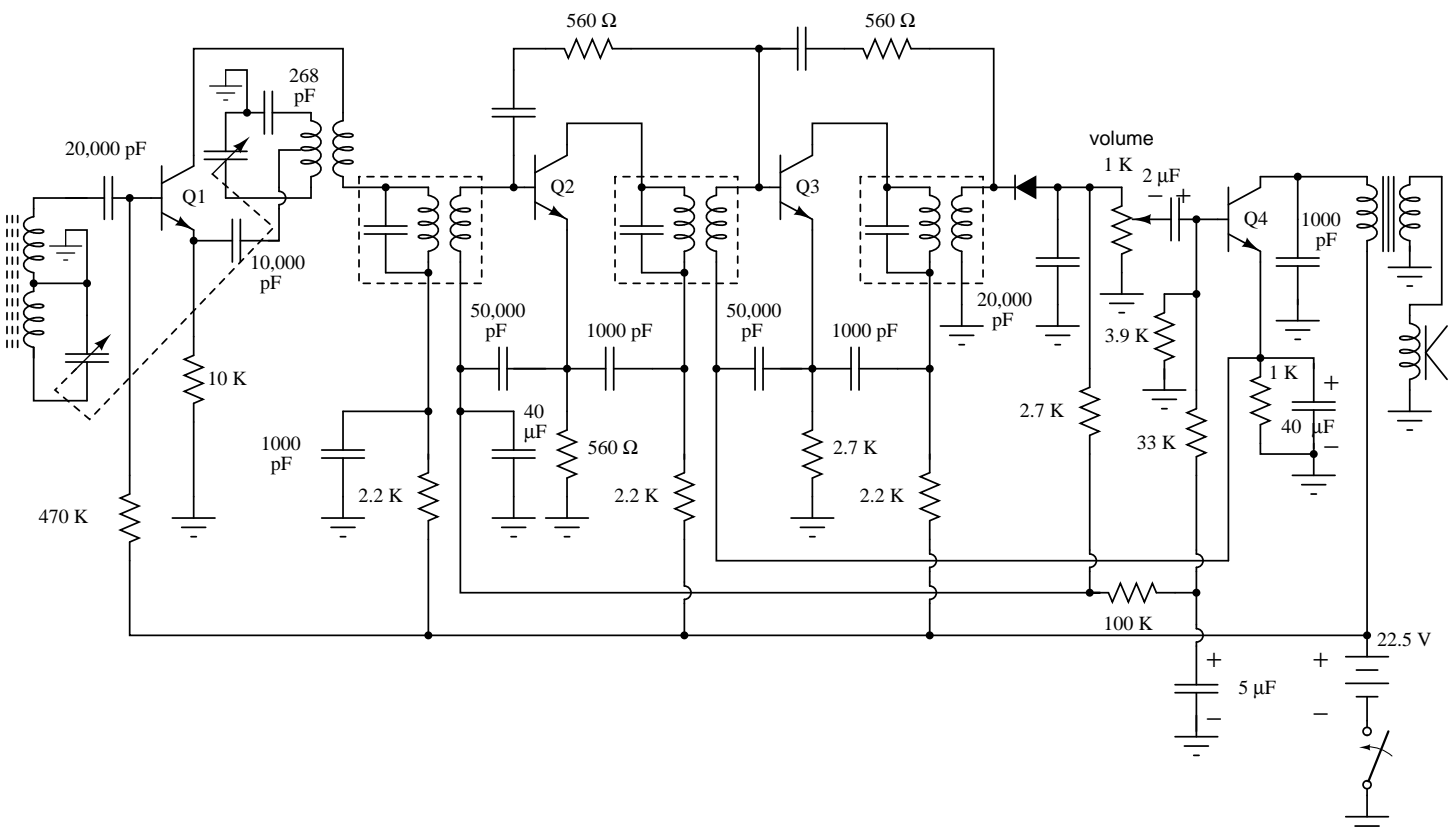 560 Ω
560 Ω
268
pF
20,000 pF
Q1
10,000
pF
Q2
Q3
volume
1 K
2 µF
− +
Q4
1000
pF
50,000
pF
1000 pF
50,000
pF
1000 pF
20,000
pF
3.9 K
10 K
1 K
+
40 µF
−
1000
pF
40
µF
560 Ω
2.7 K
2.7 K
33 K
470 K
2.2 K
2.2 K
2.2 K
100 K
22.5 V
+
−
+
5 µF
−